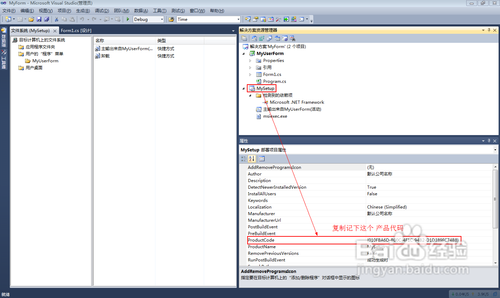 MyForm - Microsoft Visual Studio(管理员)
Debug
Time
文件系统 (MySetup)
Form1.cs [设计]
目标计算机上的文件系统
应用程序文件夹
用户的“程序”菜单
MyUserForm
用户桌面
主输出来自MyUserForm(...
快捷方式
卸载
快捷方式
解决方案资源管理器
解决方案"MyForm" (2 个项目)
MyUserForm
Properties
引用
Form1.cs
Program.cs
MySetup
检测到的依赖项
Microsoft .NET Framework
主输出来自 MyUserForm(活动)
msiexec.exe
属性
MySetup 部署项目属性
AddRemoveProgramsIcon
(无)
Author
默认公司名称
Description
DetectNewerInstalledVersion
True
InstallAllUsers
False
Keywords
Localization
Chinese (Simplified)
Manufacturer
默认公司名称
ManufacturerUrl
PostBuildEvent
PreBuildEvent
复制记下这个 产品代码
ProductCode
ProductName
RemovePreviousVersions
RunPostBuildEvent
AddRemoveProgramsIcon
指定要在目标计算机上的“添加/删除程序”对话框中显示的图标
Baidu经验
jingyan.baidu.com